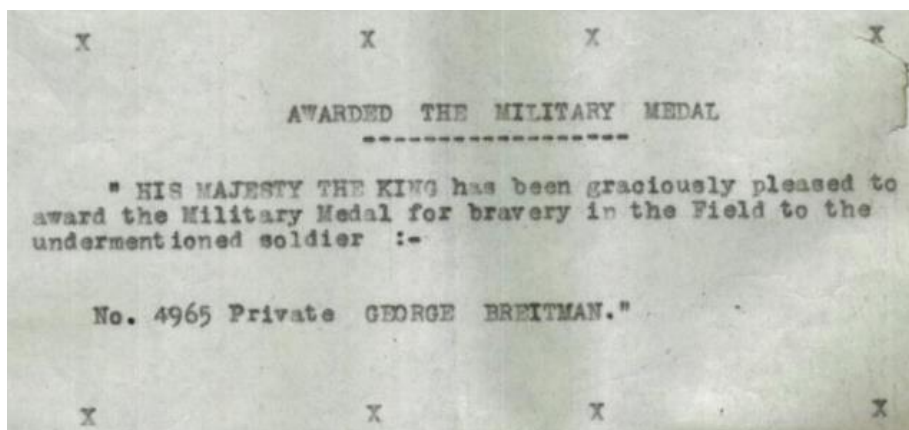 X X X X
AWARDED THE MILITARY MEDAL
------------------
" HIS MAJESTY THE KING has been graciously pleased to
award the Military Medal for bravery in the Field to the
undermentioned soldier :-
No. 4965 Private GEORGE BREITMAN."
X X X X